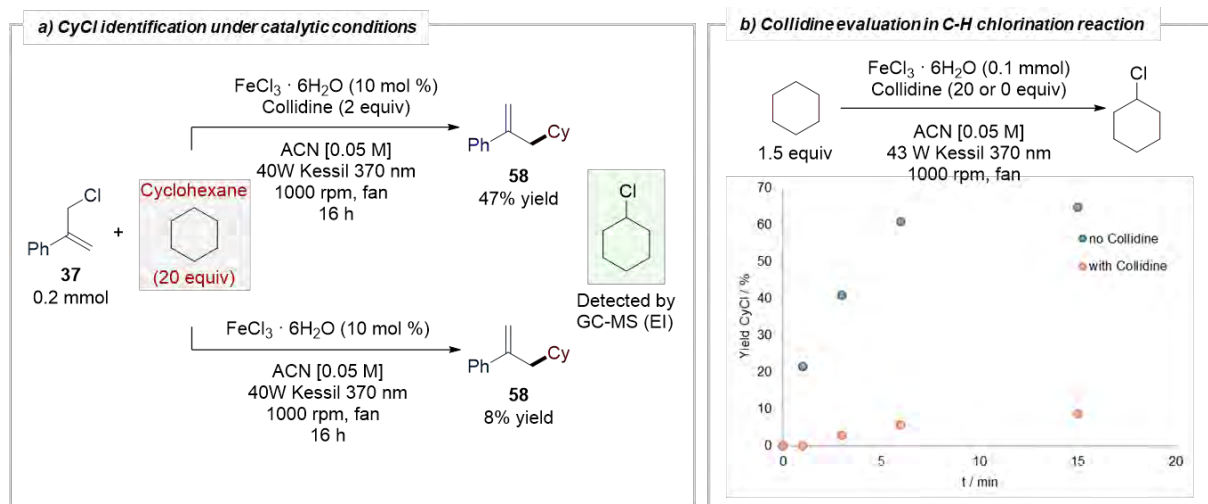 a) CyCl identification under catalytic conditions
FeCl₃ · 6H₂O (10 mol %)
Collidine (2 equiv)
ACN [0.05 M]
40W Kessil 370 nm
1000 rpm, fan
16 h
Cl
Ph
37
0.2 mmol
+
Cyclohexane
(20 equiv)
Ph
Cy
58
47% yield
Cl
Detected by
GC-MS (EI)
FeCl₃ · 6H₂O (10 mol %)
ACN [0.05 M]
40W Kessil 370 nm
1000 rpm, fan
16 h
Ph
Cy
58
8% yield
b) Collidine evaluation in C-H chlorination reaction
1.5 equiv
FeCl₃ · 6H₂O (0.1 mmol)
Collidine (20 or 0 equiv)
ACN [0.05 M]
43 W Kessil 370 nm
1000 rpm, fan
Cl
Yield CyCl / %
70
60
50
40
30
20
10
0
no Collidine
with Collidine
0
5
10
15
20
t / min